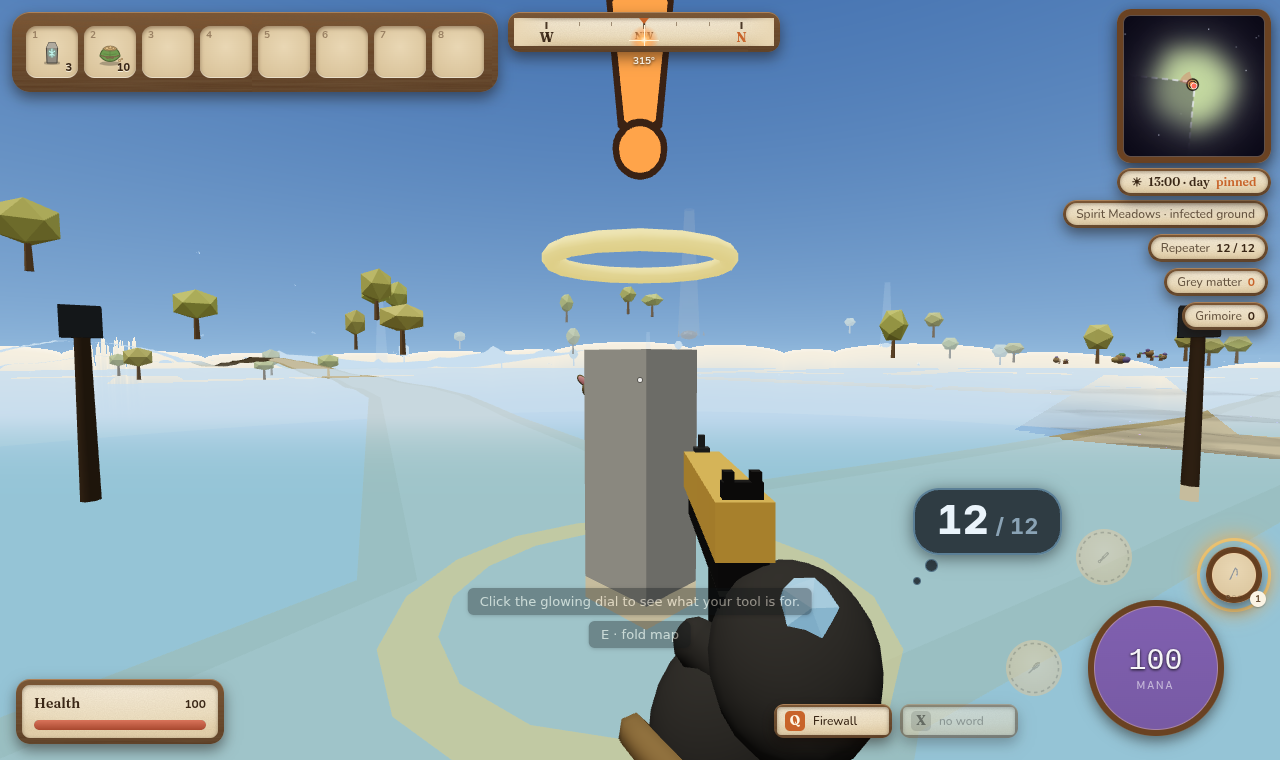 1 3
2 10
3
4
5
6
7
8
W NW N
315°
13:00 · day pinned
Spirit Meadows · infected ground
Repeater 12 / 12
Grey matter 0
Grimoire 0
12 / 12
Click the glowing dial to see what your tool is for.
E · fold map
1
100
MANA
Health 100
Q Firewall
X no word